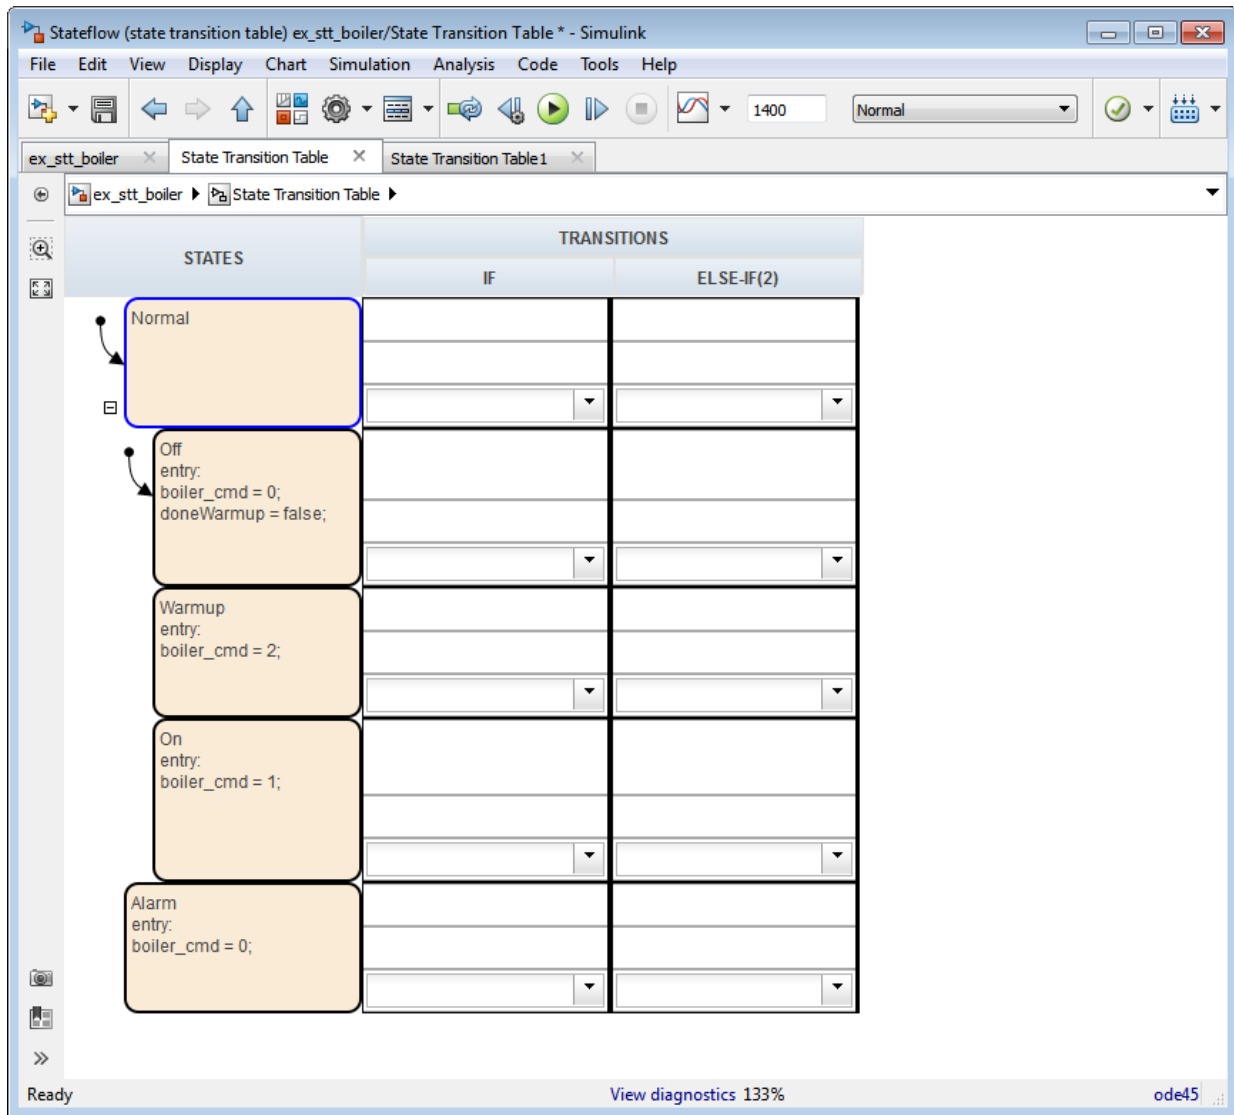 Stateflow (state transition table) ex_stt_boiler/State Transition Table * - Simulink
File Edit View Display Chart Simulation Analysis Code Tools Help
1400 Normal
ex_stt_boiler State Transition Table State Transition Table1
ex_stt_boiler State Transition Table
STATES
TRANSITIONS
IF ELSE-IF(2)
Normal
Off
entry:
boiler_cmd = 0;
doneWarmup = false;
Warmup
entry:
boiler_cmd = 2;
On
entry:
boiler_cmd = 1;
Alarm
entry:
boiler_cmd = 0;
Ready View diagnostics 133% ode45